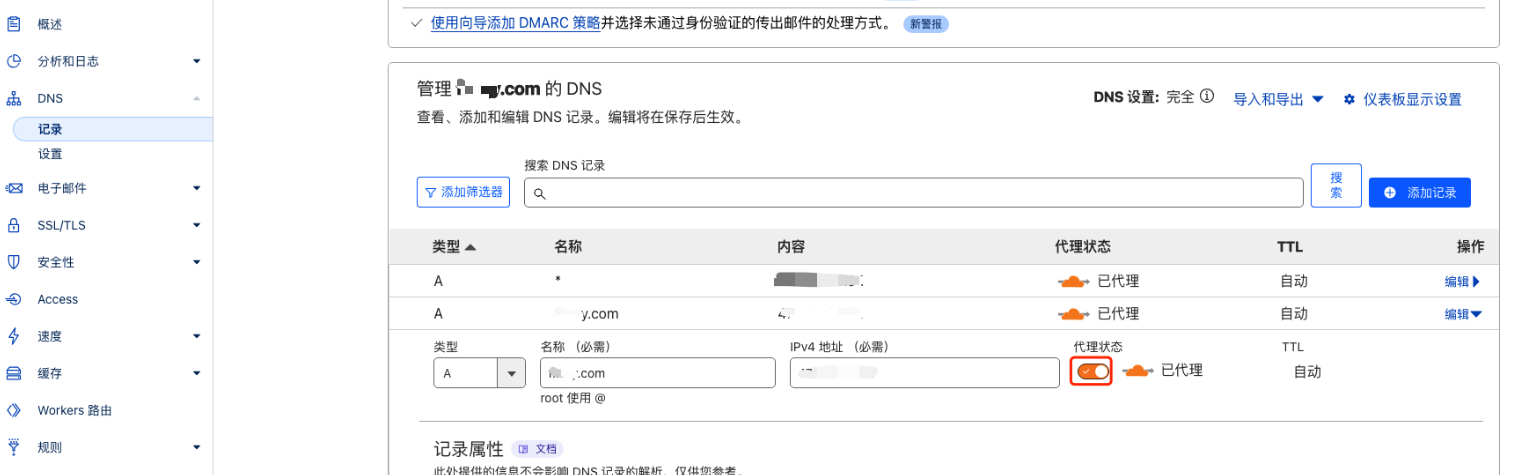 使用向导添加 DMARC 策略并选择未通过身份验证的传出邮件的处理方式。 新警报
概述
分析和日志
DNS
记录
设置
电子邮件
SSL/TLS
安全性
Access
速度
缓存
Workers 路由
规则
管理 y.com 的 DNS
DNS 设置: 完全
导入和导出
仪表板显示设置
查看、添加和编辑 DNS 记录。编辑将在保存后生效。
搜索 DNS 记录
添加筛选器
搜索
添加记录
类型 名称 内容 代理状态 TTL 操作
A * 已代理 自动 编辑
A y.com 已代理 自动 编辑
类型 名称 （必需） IPv4 地址 （必需） 代理状态 TTL
A .com 已代理 自动
root 使用 @
记录属性 文档
此处提供的信息不会影响 DNS 记录的解析，仅供您参考。